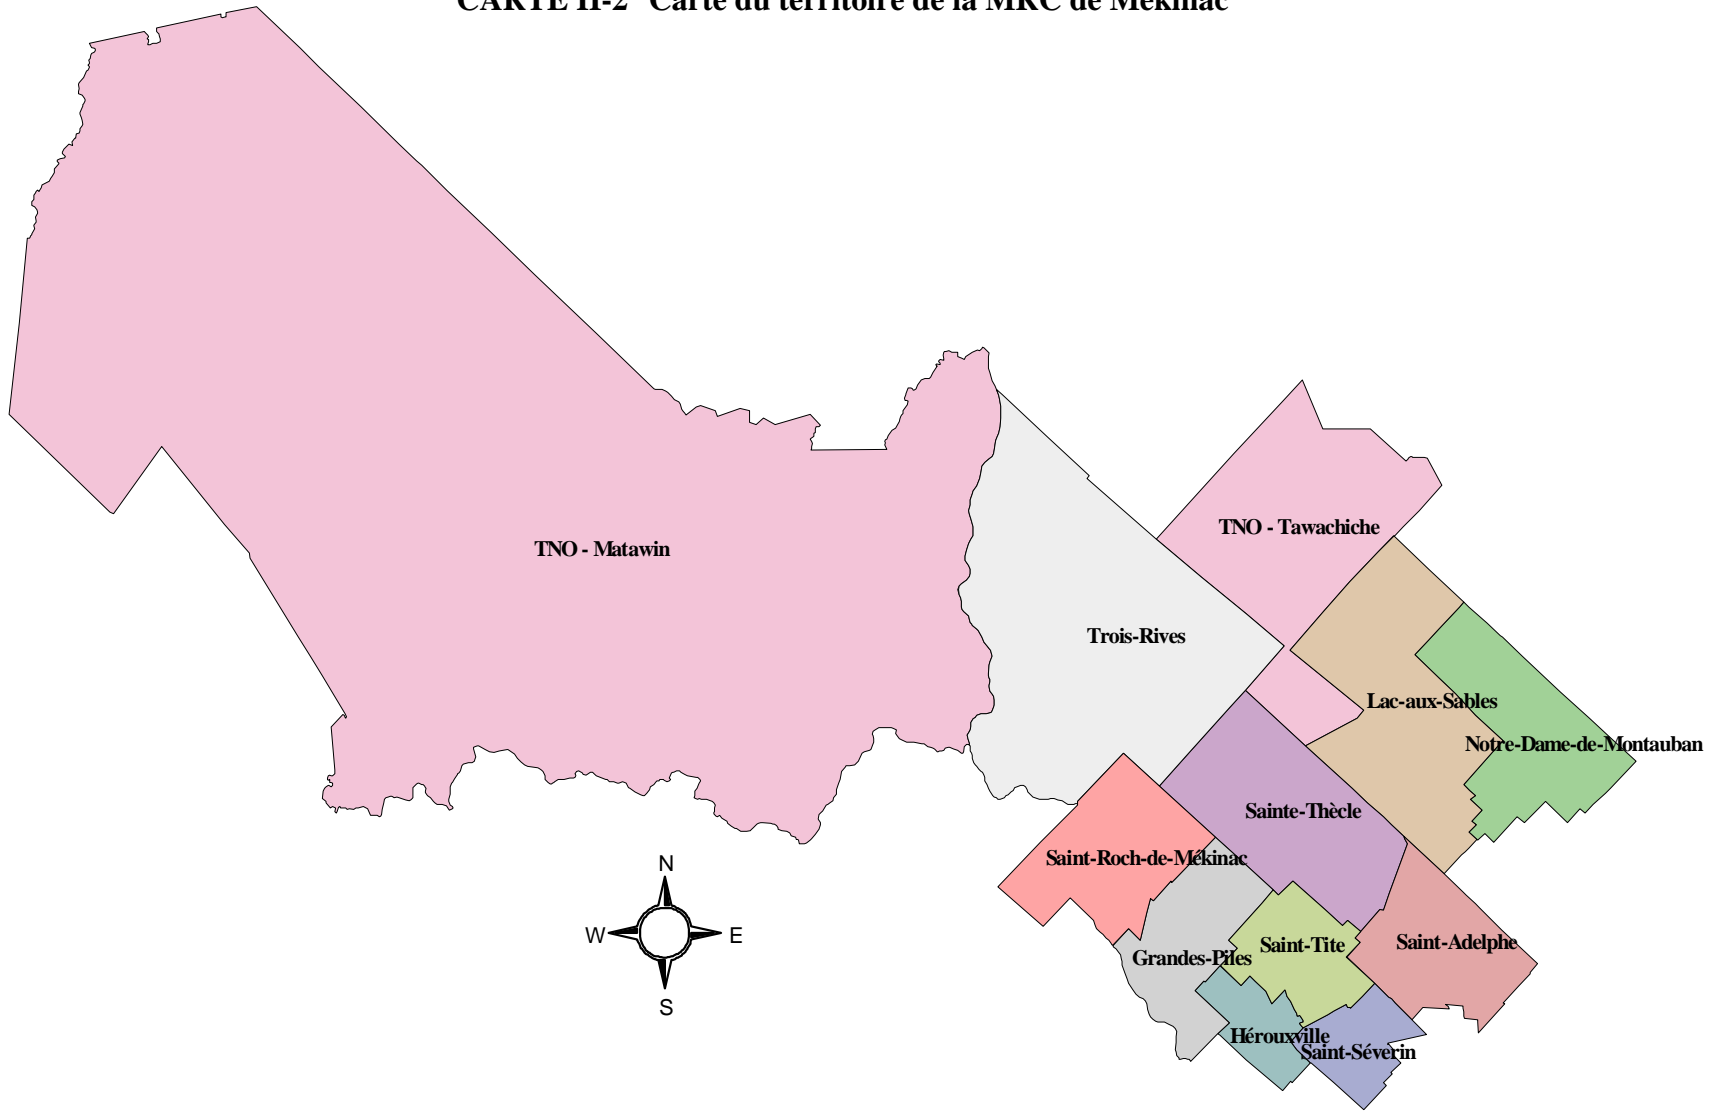 CARTE II-2 Carte du territoire de la MRC de Mékinac
TNO - Tawachiche
TNO - Matawin
Trois-Rives
Lac-aux-Sables
Notre-Dame-de-Montauban
Sainte-Thècle
Saint-Roch-de-Mékinac
N
W
E
S
Saint-Tite
Saint-Adelphe
Grandes-Piles
Hérouxville
Saint-Séverin